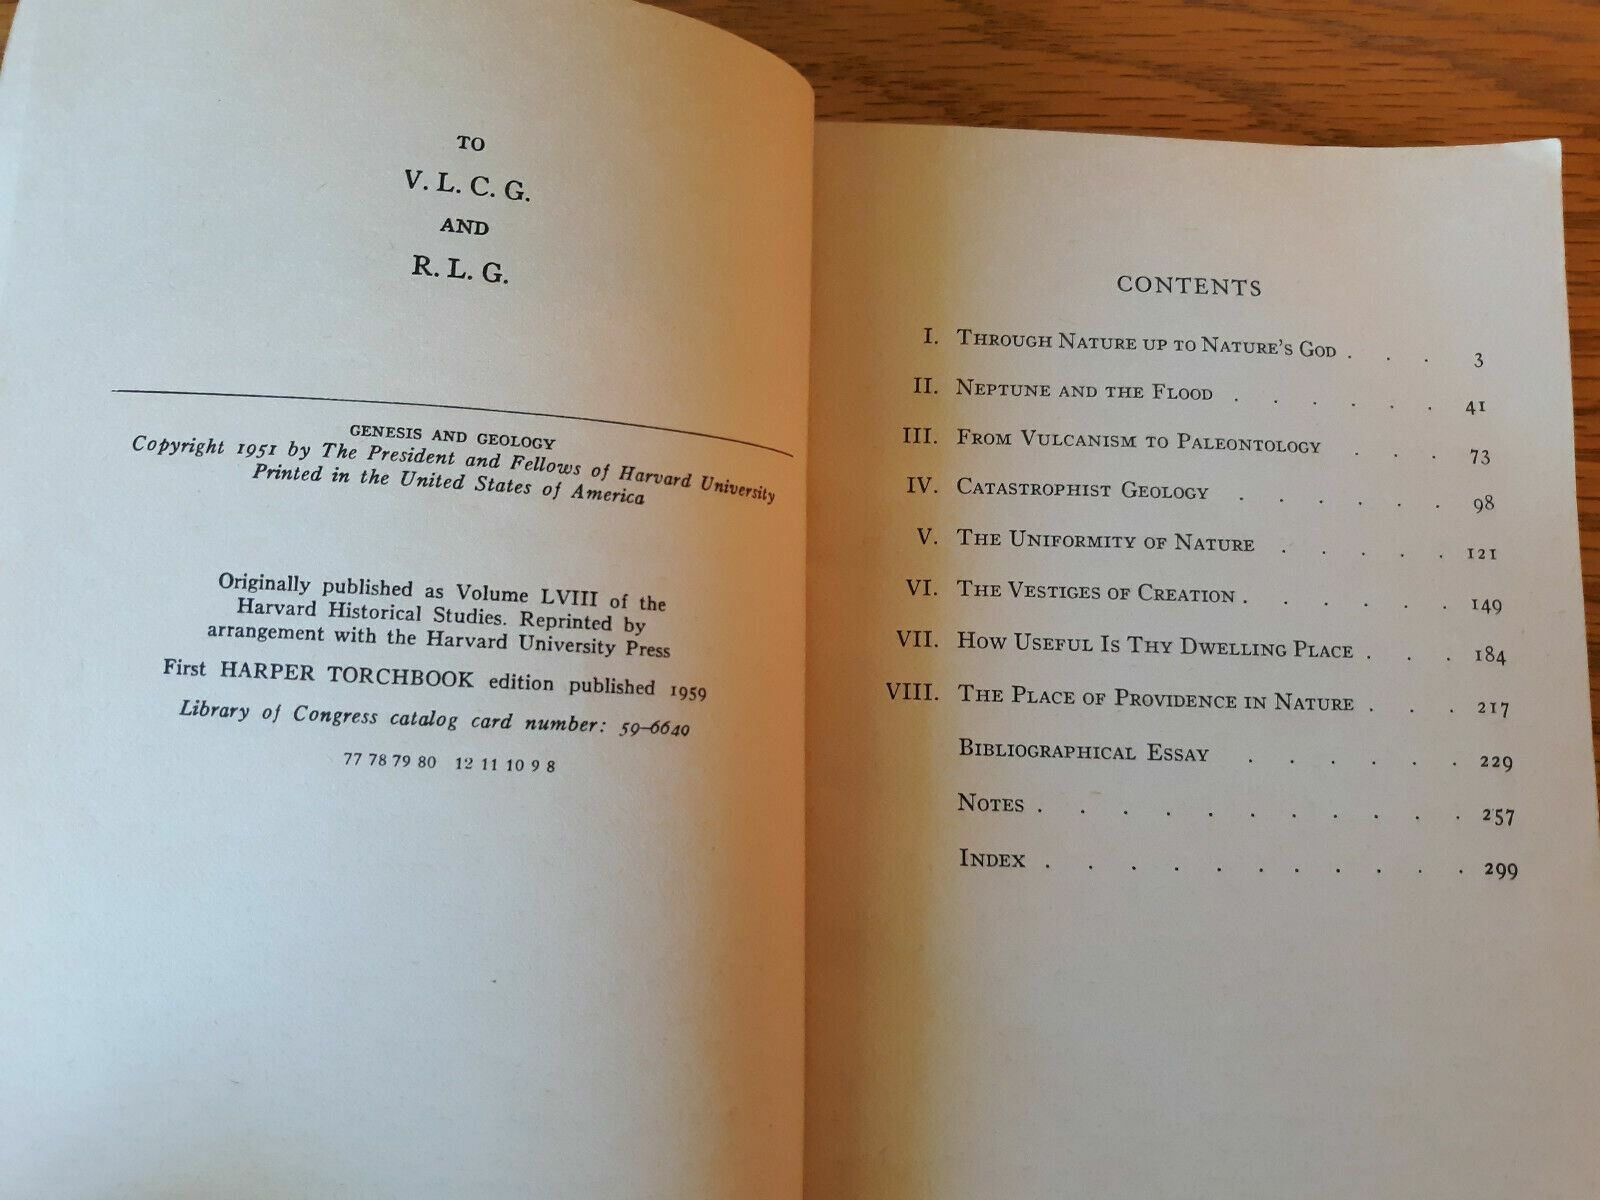 TO
V. L. C. G.
AND
R. L. G.
GENESIS AND GEOLOGY
Copyright 1951 by The President and Fellows of Harvard University
Printed in the United States of America
Originally published as Volume LVIII of the
Harvard Historical Studies. Reprinted by
arrangement with the Harvard University Press
First HARPER TORCHBOOK edition published 1959
Library of Congress catalog card number: 59-6640
77 78 79 80 12 11 10 9 8
CONTENTS
I. Through Nature up to Nature's God . . . 3
II. Neptune and the Flood . . . . . . 41
III. From Vulcanism to Paleontology . . . 73
IV. Catastrophist Geology . . . . . . 98
V. The Uniformity of Nature . . . . . 121
VI. The Vestiges of Creation . . . . . . 149
VII. How Useful Is Thy Dwelling Place . . . 184
VIII. The Place of Providence in Nature . . . 217
Bibliographical Essay . . . . . . 229
Notes . . . . . . . . . . . 257
Index . . . . . . . . . . . 299